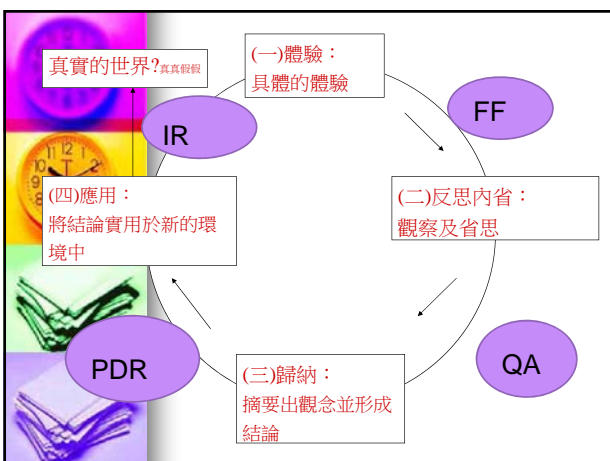 (一)體驗：
具體的體驗
真實的世界?真真假假
FF
IR
(二)反思內省：
觀察及省思
(四)應用：
將結論實用於新的環
境中
QA
PDR
(三)歸納：
摘要出觀念並形成
結論